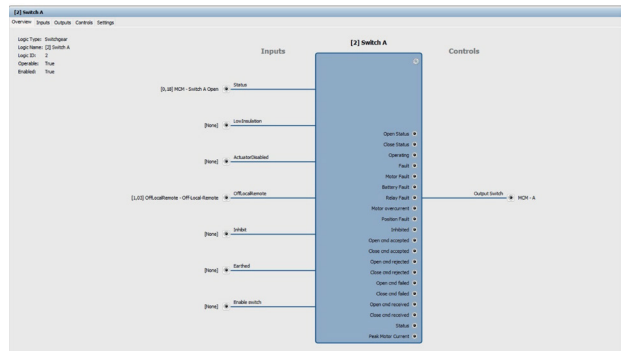 [2] Switch A
Overview Inputs Outputs Controls Settings
Logic Type: Switchgear
Logic Name: [2] Switch A
Logic ID: 2
Operable: True
Enabled: True
Inputs
[2] Switch A
Controls
[0,18] MCM - Switch A Open Status
[None] LowInsulation
[None] ActuatorDisabled
[1,03] OffLocalRemote - Off-Local-Remote OffLocalRemote
[None] Inhibit
[None] Earthed
[None] Enable switch
Open Status
Close Status
Operating
Fault
Motor Fault
Battery Fault
Relay Fault
Motor overcurrent
Position Fault
Inhibited
Open cmd accepted
Close cmd accepted
Open cmd rejected
Close cmd rejected
Open cmd failed
Close cmd failed
Open cmd received
Close cmd received
Status
Peak Motor Current
Output Switch MCM - A